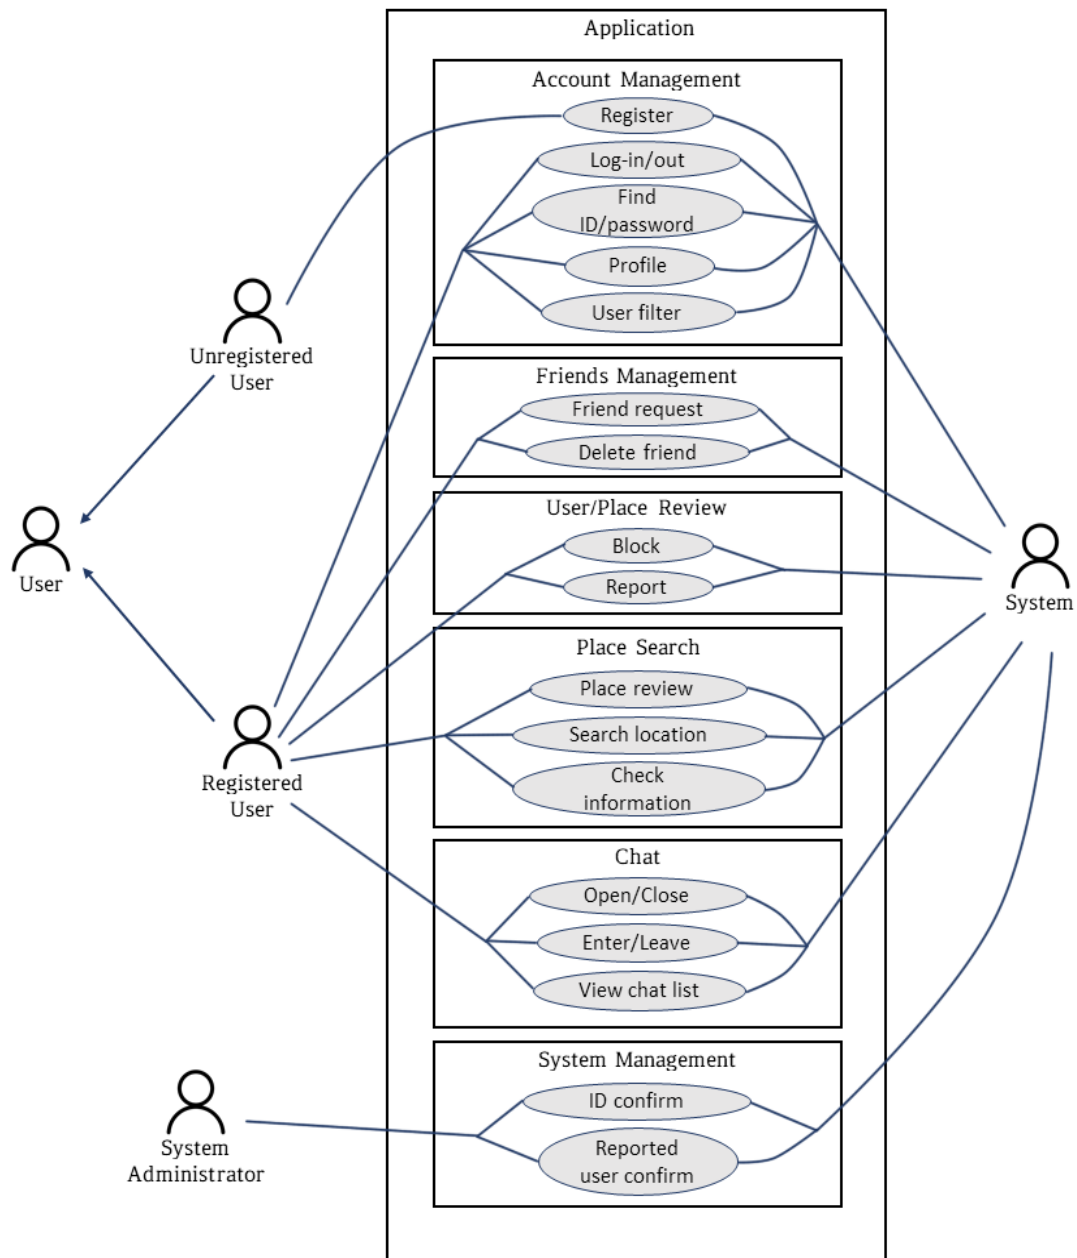 Application
Account Management
Register
Log-in/out
Find
ID/password
Profile
User filter
Unregistered
User
Friends Management
Friend request
Delete friend
User
User/Place Review
Block
Report
System
Place Search
Place review
Search location
Check
information
Registered
User
Chat
Open/Close
Enter/Leave
View chat list
System Management
ID confirm
Reported
user confirm
System
Administrator